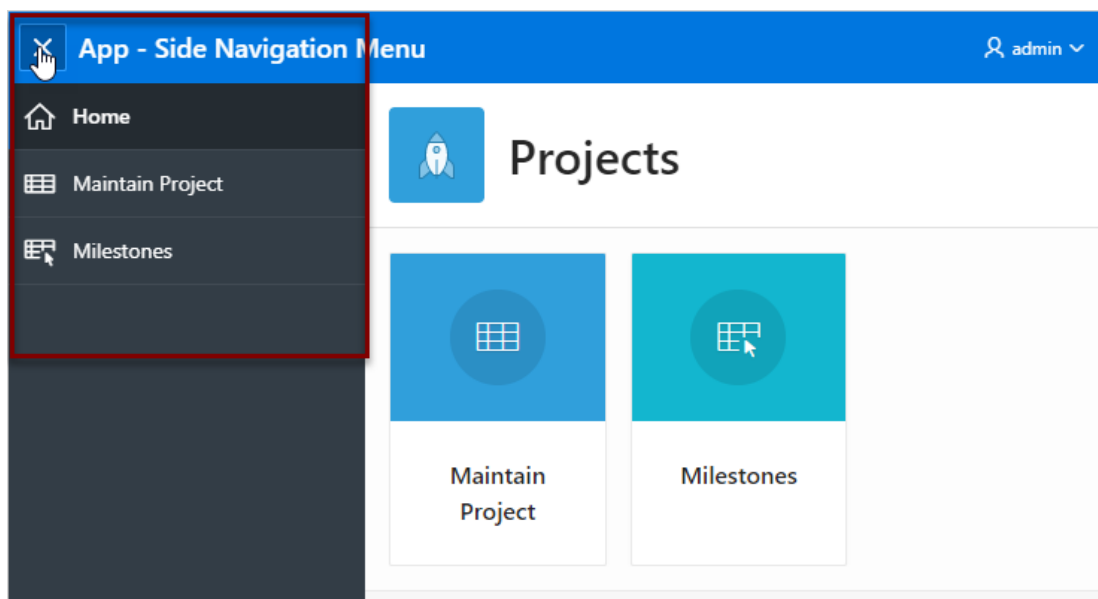 App - Side Navigation Menu
admin
Home
Maintain Project
Milestones
Projects
Maintain
Project
Milestones